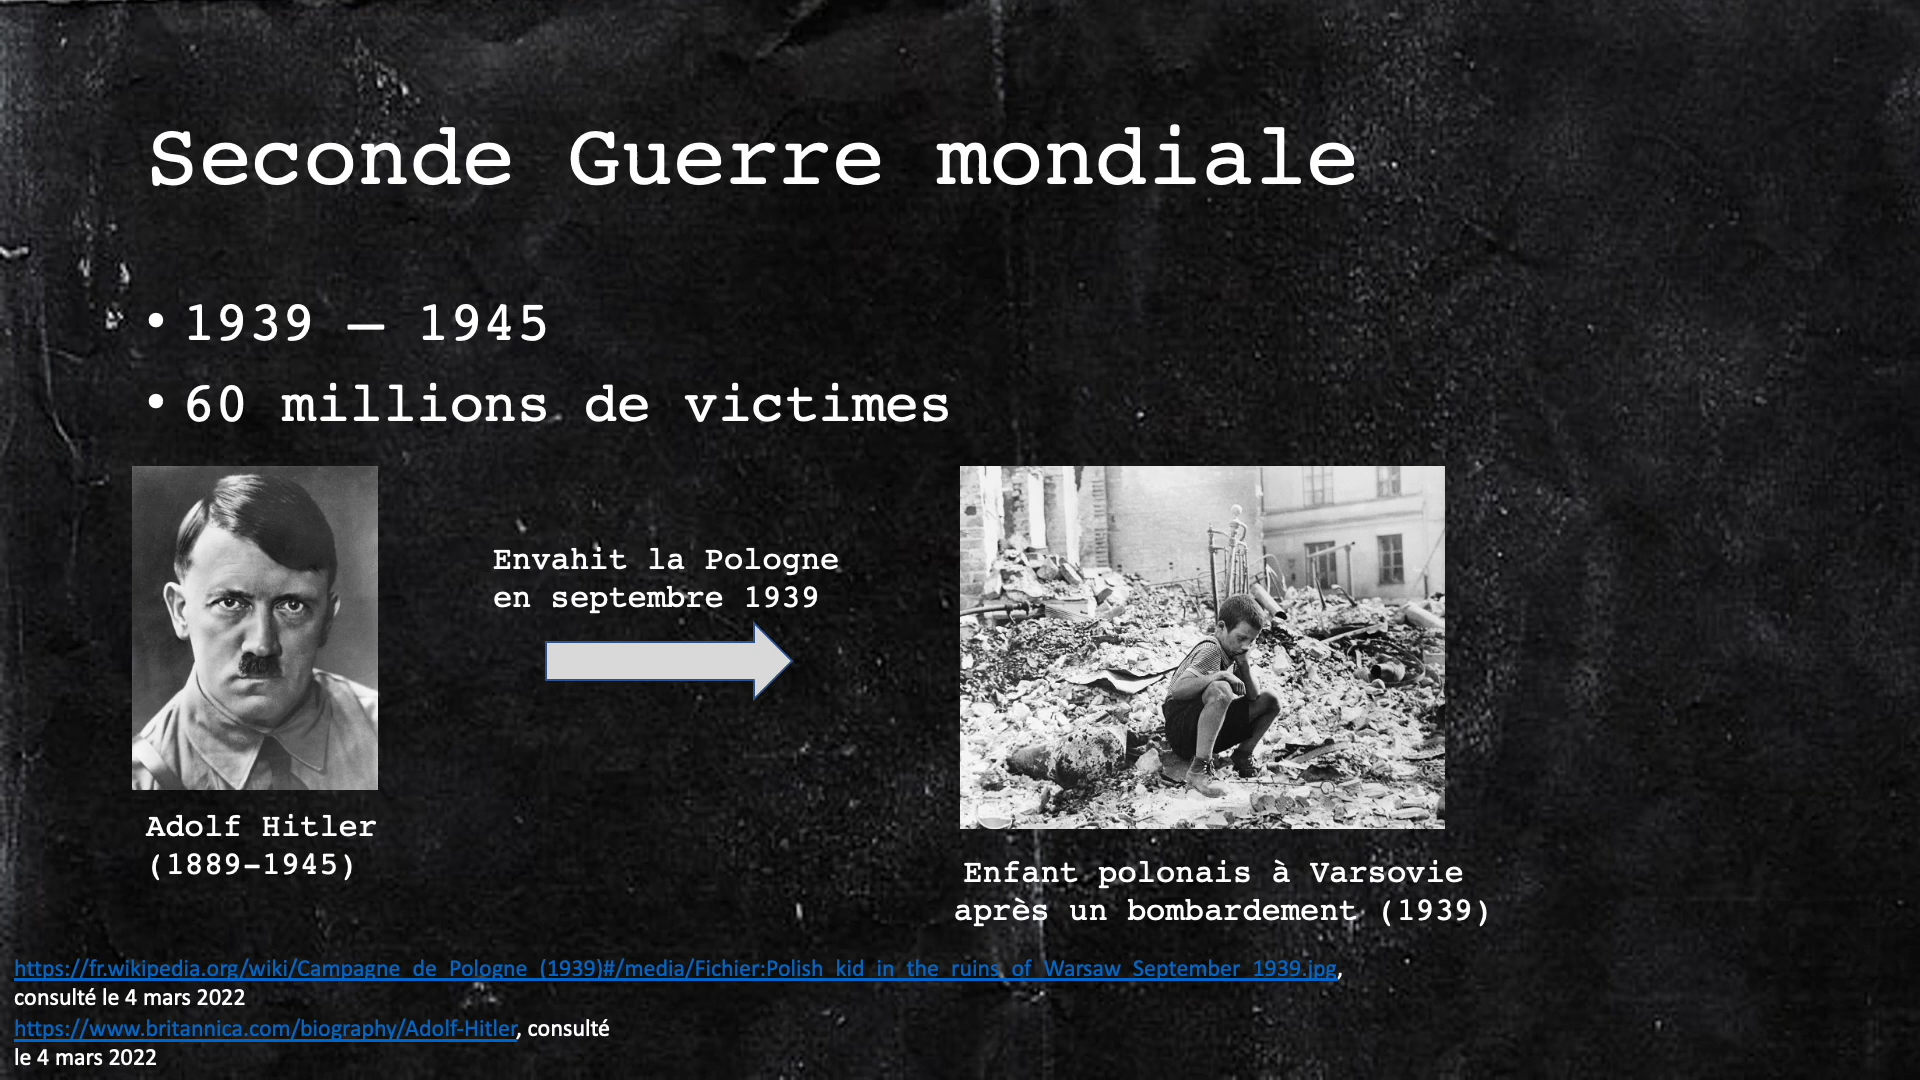 Seconde Guerre mondiale
• 1939 – 1945
• 60 millions de victimes
Envahit la Pologne
en septembre 1939
Adolf Hitler
(1889-1945)
Enfant polonais à Varsovie
après un bombardement (1939)
https://fr.wikipedia.org/wiki/Campagne_de_Pologne_(1939)#/media/Fichier:Polish_kid_in_the_ruins_of_Warsaw_September_1939.jpg,
consulté le 4 mars 2022
https://www.britannica.com/biography/Adolf-Hitler, consulté
le 4 mars 2022